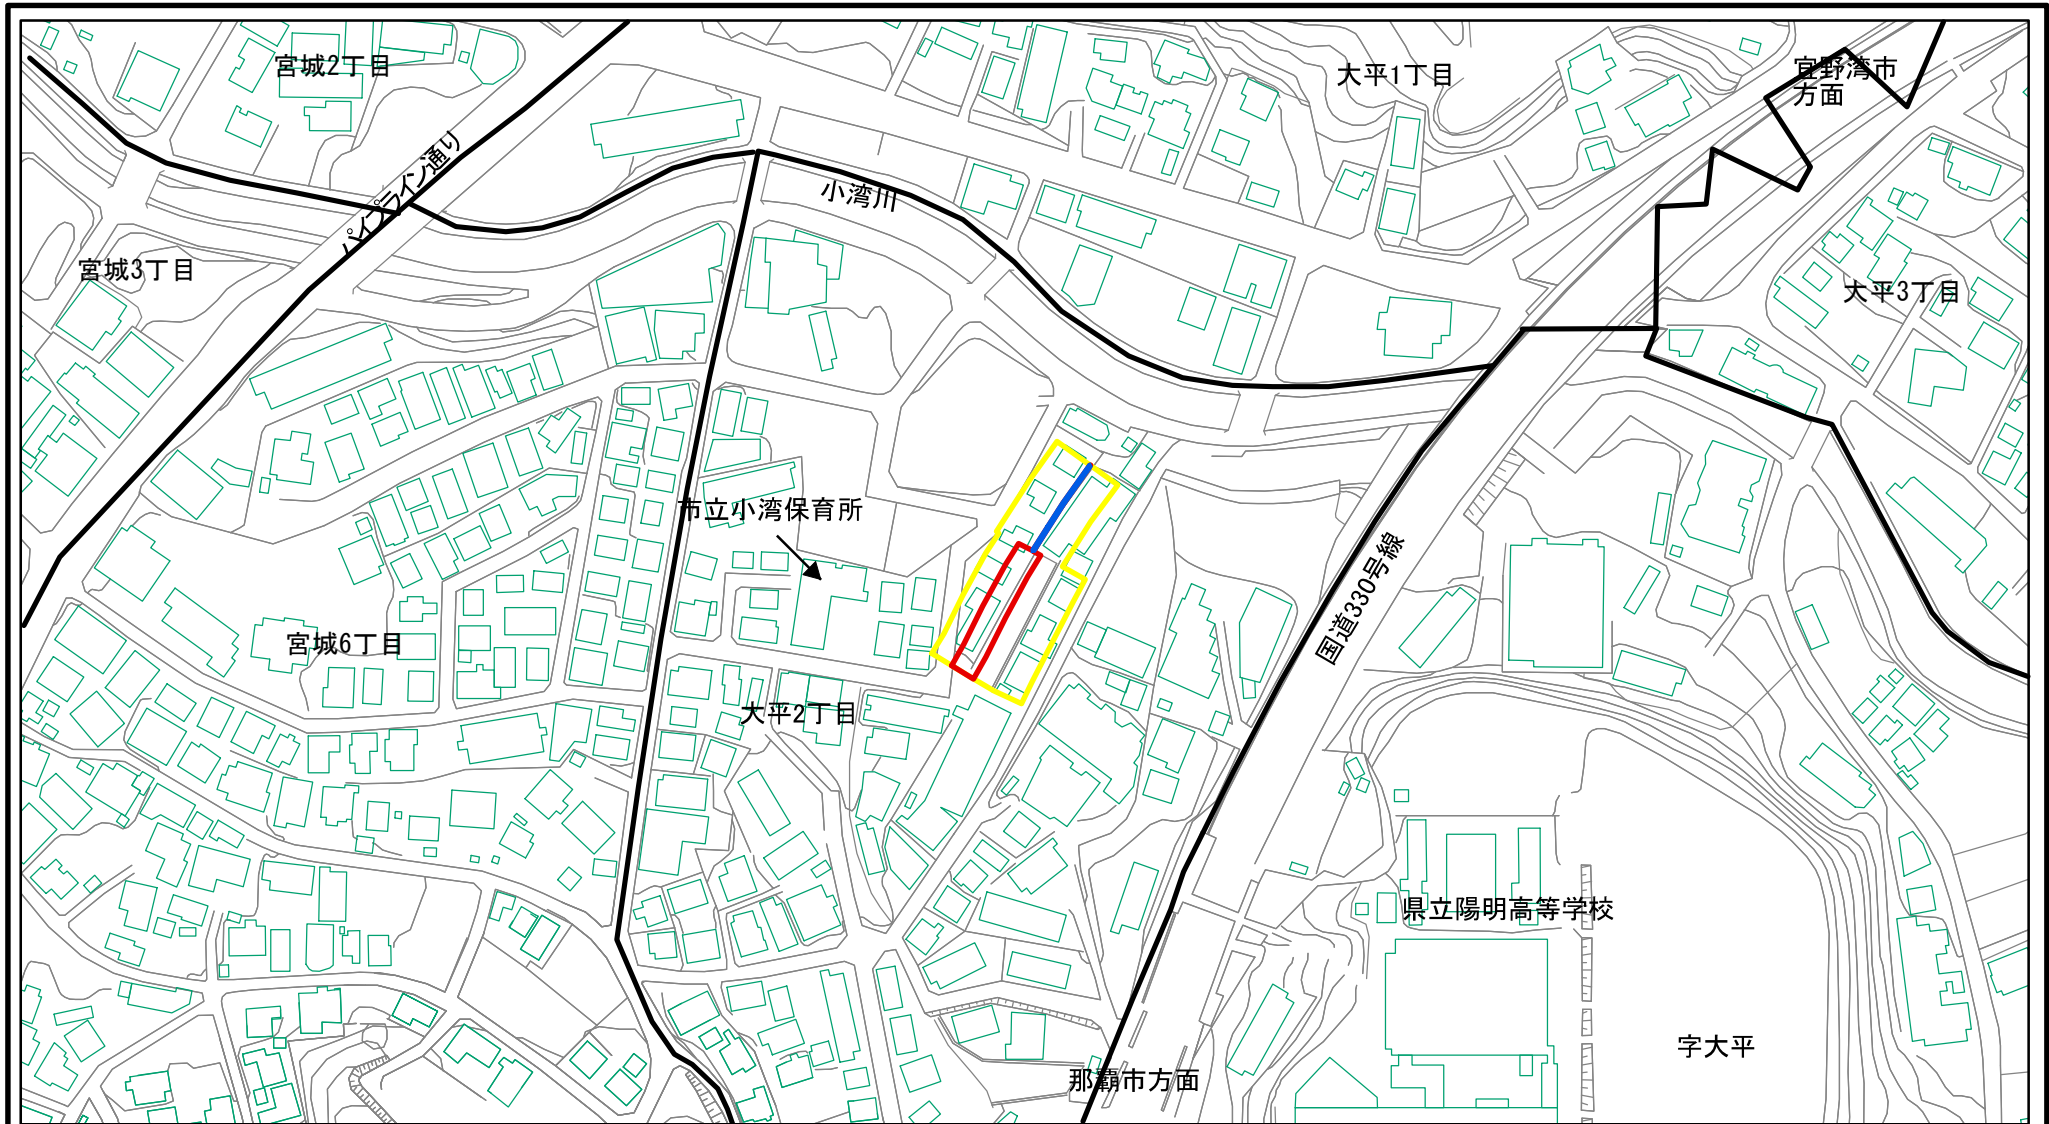 宮城2丁目
大平1丁目
宜野湾市
方面
パイプライン通り
小湾川
宮城3丁目
大平3丁目
市立小湾保育所
国道330号線
宮城6丁目
大平2丁目
県立陽明高等学校
字大平
那覇市方面